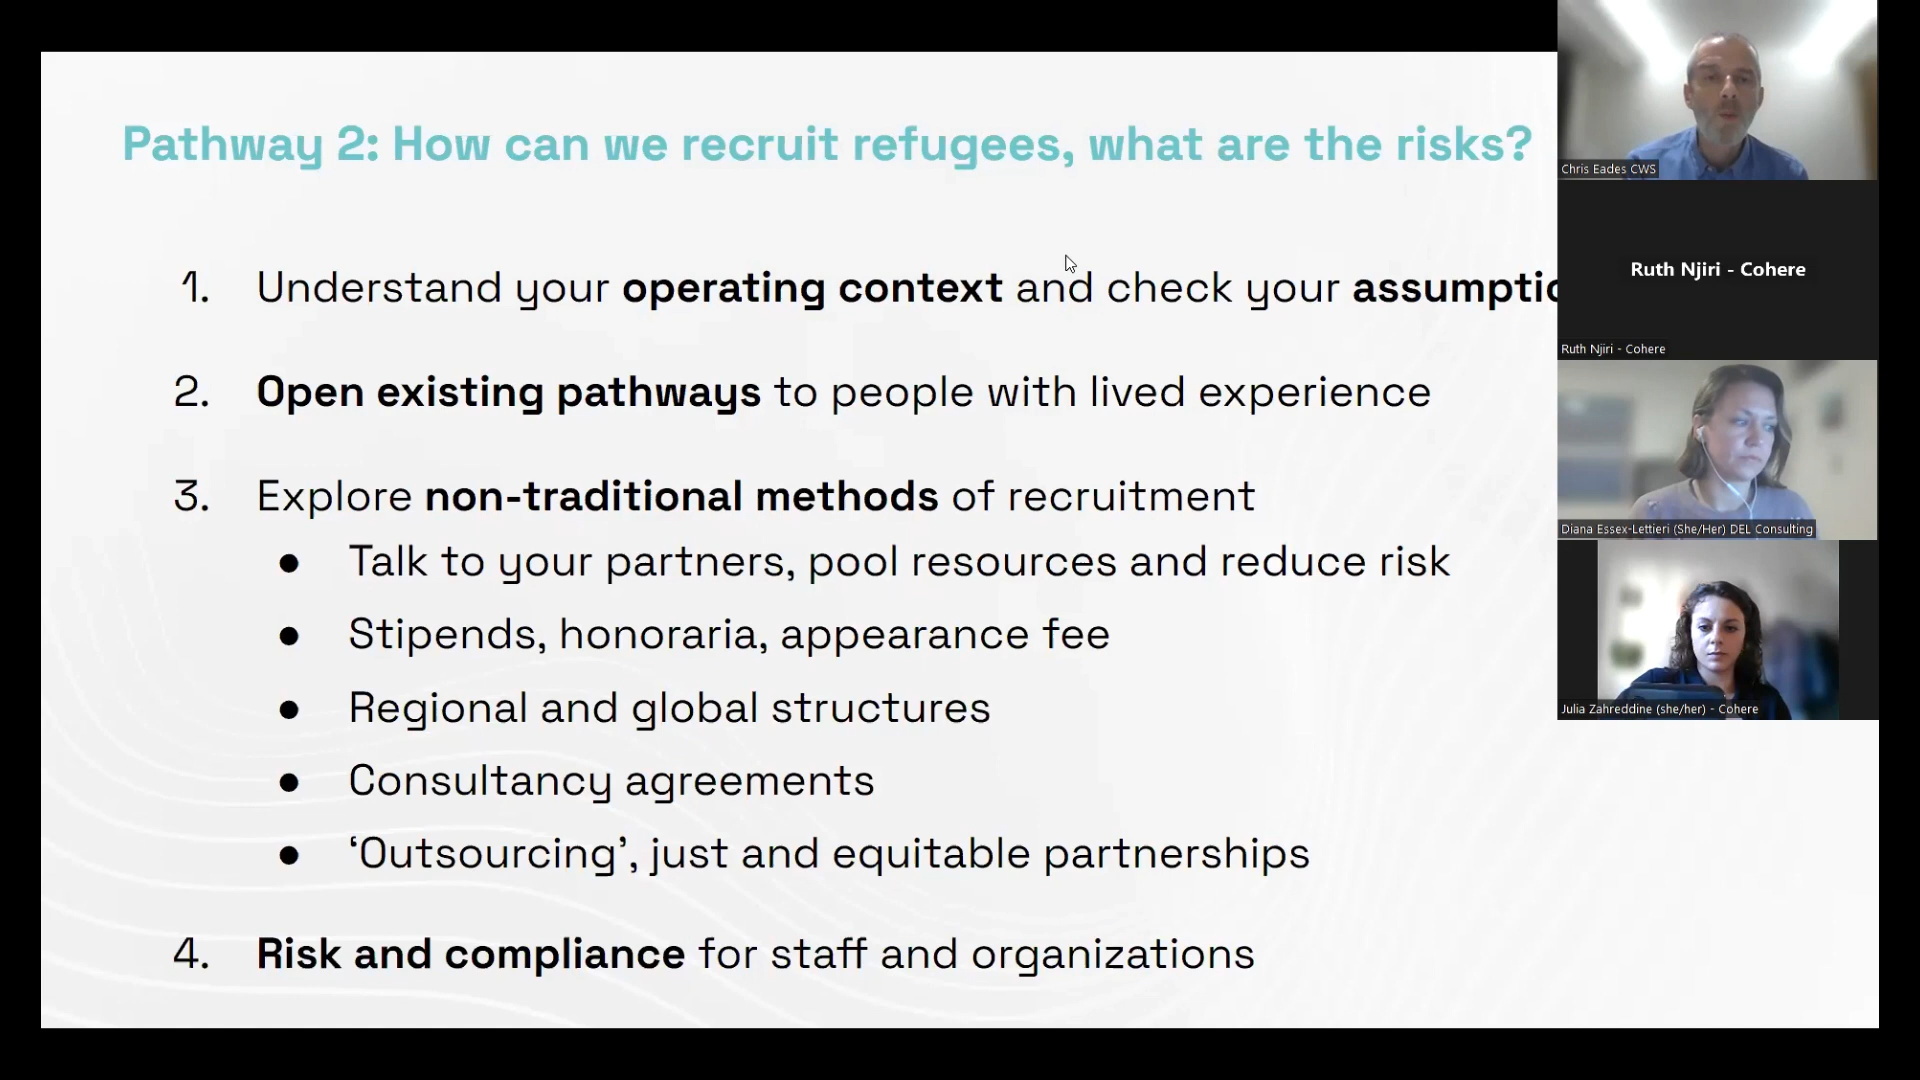 Pathway 2: How can we recruit refugees, what are the risks?
1. Understand your operating context and check your
2. Open existing pathways to people with lived experience
3. Explore non-traditional methods of recruitment
● Talk to your partners, pool resources and reduce risk
● Stipends, honoraria, appearance fee
● Regional and global structures
● Consultancy agreements
● ‘Outsourcing’, just and equitable partnerships
4. Risk and compliance for staff and organizations
Chris Eades CWS
Ruth Njiri - Cohere
Ruth Njiri - Cohere
Diana Essex-Lettieri (She/Her) DEL Consulting
Julia Zahreddine (she/her) - Cohere